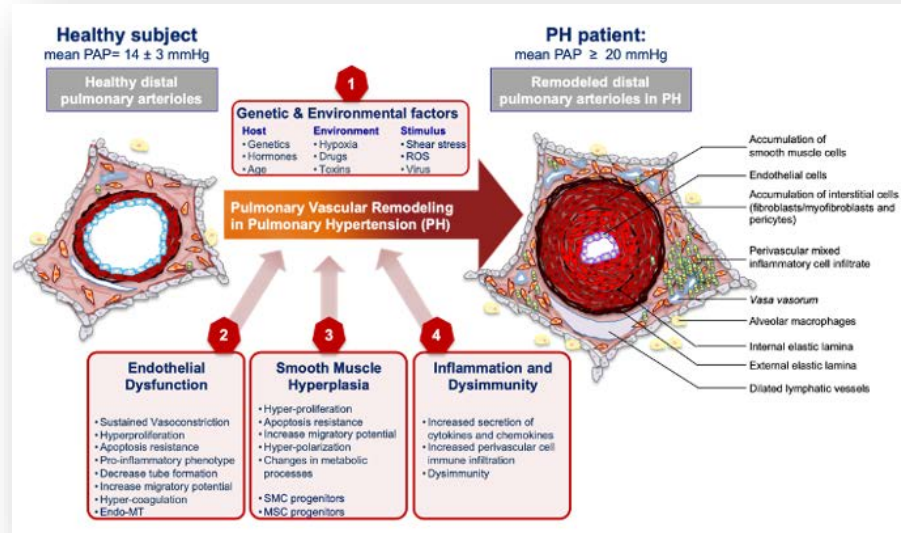 Healthy subject
mean PAP= 14 ± 3 mmHg
Healthy distal
pulmonary arterioles
PH patient:
mean PAP ≥ 20 mmHg
Remodeled distal
pulmonary arterioles in PH
1
Genetic & Environmental factors
Host
• Genetics
• Hormones
• Age
Environment
• Hypoxia
• Drugs
• Toxins
Stimulus
• Shear stress
• ROS
• Virus
Pulmonary Vascular Remodeling
in Pulmonary Hypertension (PH)
Accumulation of
smooth muscle cells
Endothelial cells
Accumulation of interstitial cells
(fibroblasts/myofibroblasts and
pericytes)
Perivascular mixed
inflammatory cell infiltrate
Vasa vasorum
Alveolar macrophages
Internal elastic lamina
External elastic lamina
Dilated lymphatic vessels
2
Endothelial
Dysfunction
• Sustained Vasoconstriction
• Hyperproliferation
• Apoptosis resistance
• Pro-inflammatory phenotype
• Decrease tube formation
• Increase migratory potential
• Hyper-coagulation
• Endo-MT
3
Smooth Muscle
Hyperplasia
• Hyper-proliferation
• Apoptosis resistance
• Increase migratory potential
• Hyper-polarization
• Changes in metabolic
processes
• SMC progenitors
• MSC progenitors
4
Inflammation and
Dysimmunity
• Increased secretion of
cytokines and chemokines
• Increased perivascular cell
immune infiltration
• Dysimmunity